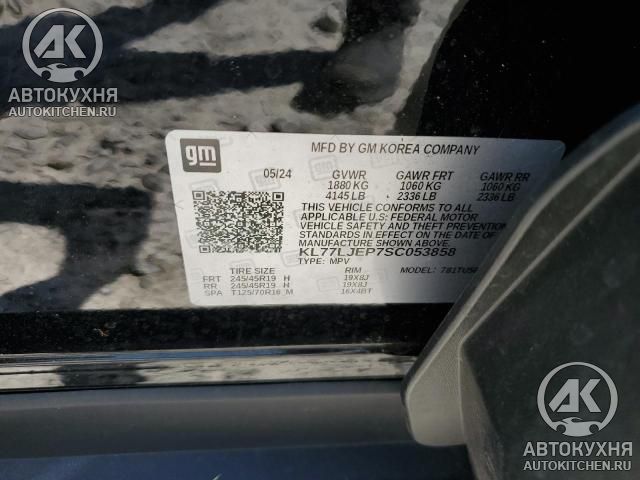 AK
АВТОКУХНЯ
AUTOKITCHEN.RU
gm
MFD BY GM KOREA COMPANY
05/24 GVWR GAWR FRT GAWR RR
1880 KG 1060 KG 1060 KG
4145 LB 2336 LB 2336 LB
THIS VEHICLE CONFORMS TO ALL
APPLICABLE U.S. FEDERAL MOTOR
VEHICLE SAFETY AND THEFT PREVENTION
STANDARDS IN EFFECT ON THE DATE OF
MANUFACTURE SHOWN ABOVE.
KL77LJEP7SC053858
TYPE: MPV MODEL:
TIRE SIZE RIM
FRT 245/45R19 H 19X8J
RR 245/45R19 H 19X8J
SPA T125/70R16 M 16X4BT
AK
АВТОКУХНЯ
AUTOKITCHEN.RU